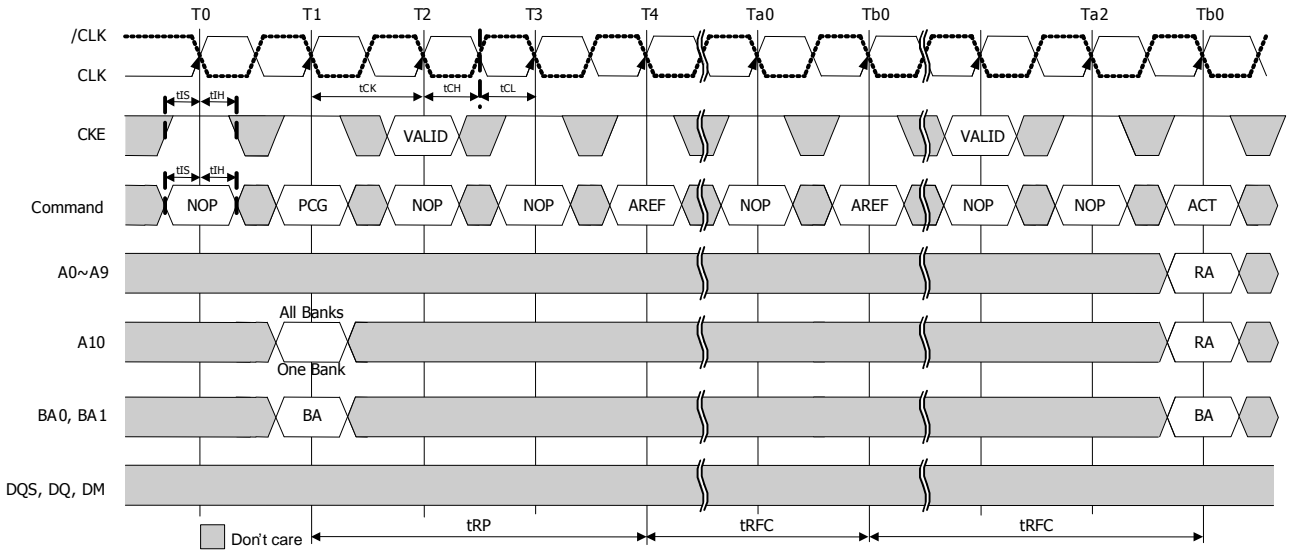 T0 T1 T2 T3 T4 Ta0 Tb0 Ta2 Tb0
/CLK
CLK
tCK tCH tCL
tIS tIH
CKE VALID VALID
tIS tIH
Command NOP PCG NOP NOP AREF NOP AREF NOP NOP ACT
A0~A9 RA
All Banks
A10 RA
One Bank
BA0, BA1 BA BA
DQS, DQ, DM
tRP tRFC tRFC
Don't care